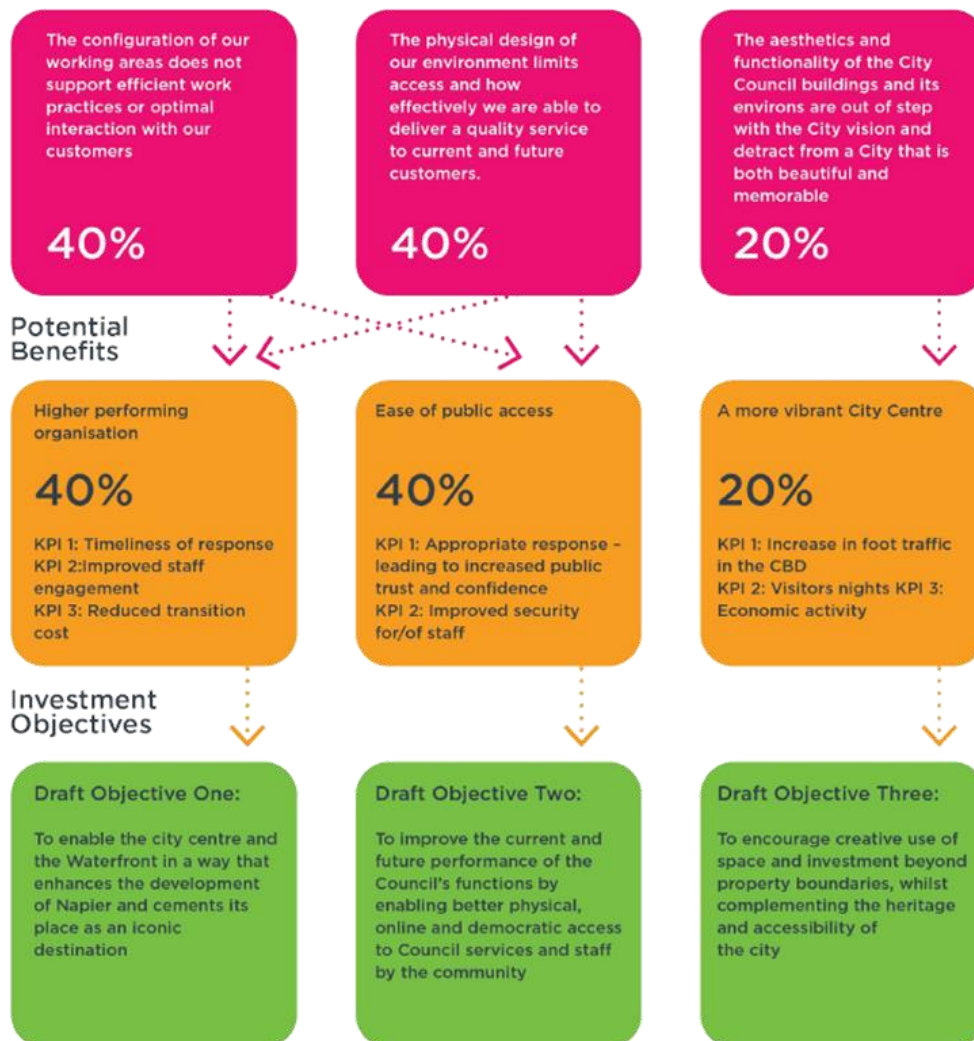 The configuration of our
working areas does not
support efficient work
practices or optimal
interaction with our
customers
40%
The physical design of
our environment limits
access and how
effectively we are able to
deliver a quality service
to current and future
customers.
40%
The aesthetics and
functionality of the City
Council buildings and its
environs are out of step
with the City vision and
detract from a City that is
both beautiful and
memorable
20%
Potential
Benefits
Higher performing
organisation
40%
KPI 1: Timeliness of response
KPI 2:Improved staff
engagement
KPI 3: Reduced transition
cost
Ease of public access
40%
KPI 1: Appropriate response –
leading to increased public
trust and confidence
KPI 2: Improved security
for/of staff
A more vibrant City Centre
20%
KPI 1: Increase in foot traffic
in the CBD
KPI 2: Visitors nights KPI 3:
Economic activity
Investment
Objectives
Draft Objective One:
To enable the city centre and
the Waterfront in a way that
enhances the development
of Napier and cements its
place as an iconic
destination
Draft Objective Two:
To improve the current and
future performance of the
Council's functions by
enabling better physical,
online and democratic access
to Council services and staff
by the community
Draft Objective Three:
To encourage creative use of
space and investment beyond
property boundaries, whilst
complementing the heritage
and accessibility of
the city